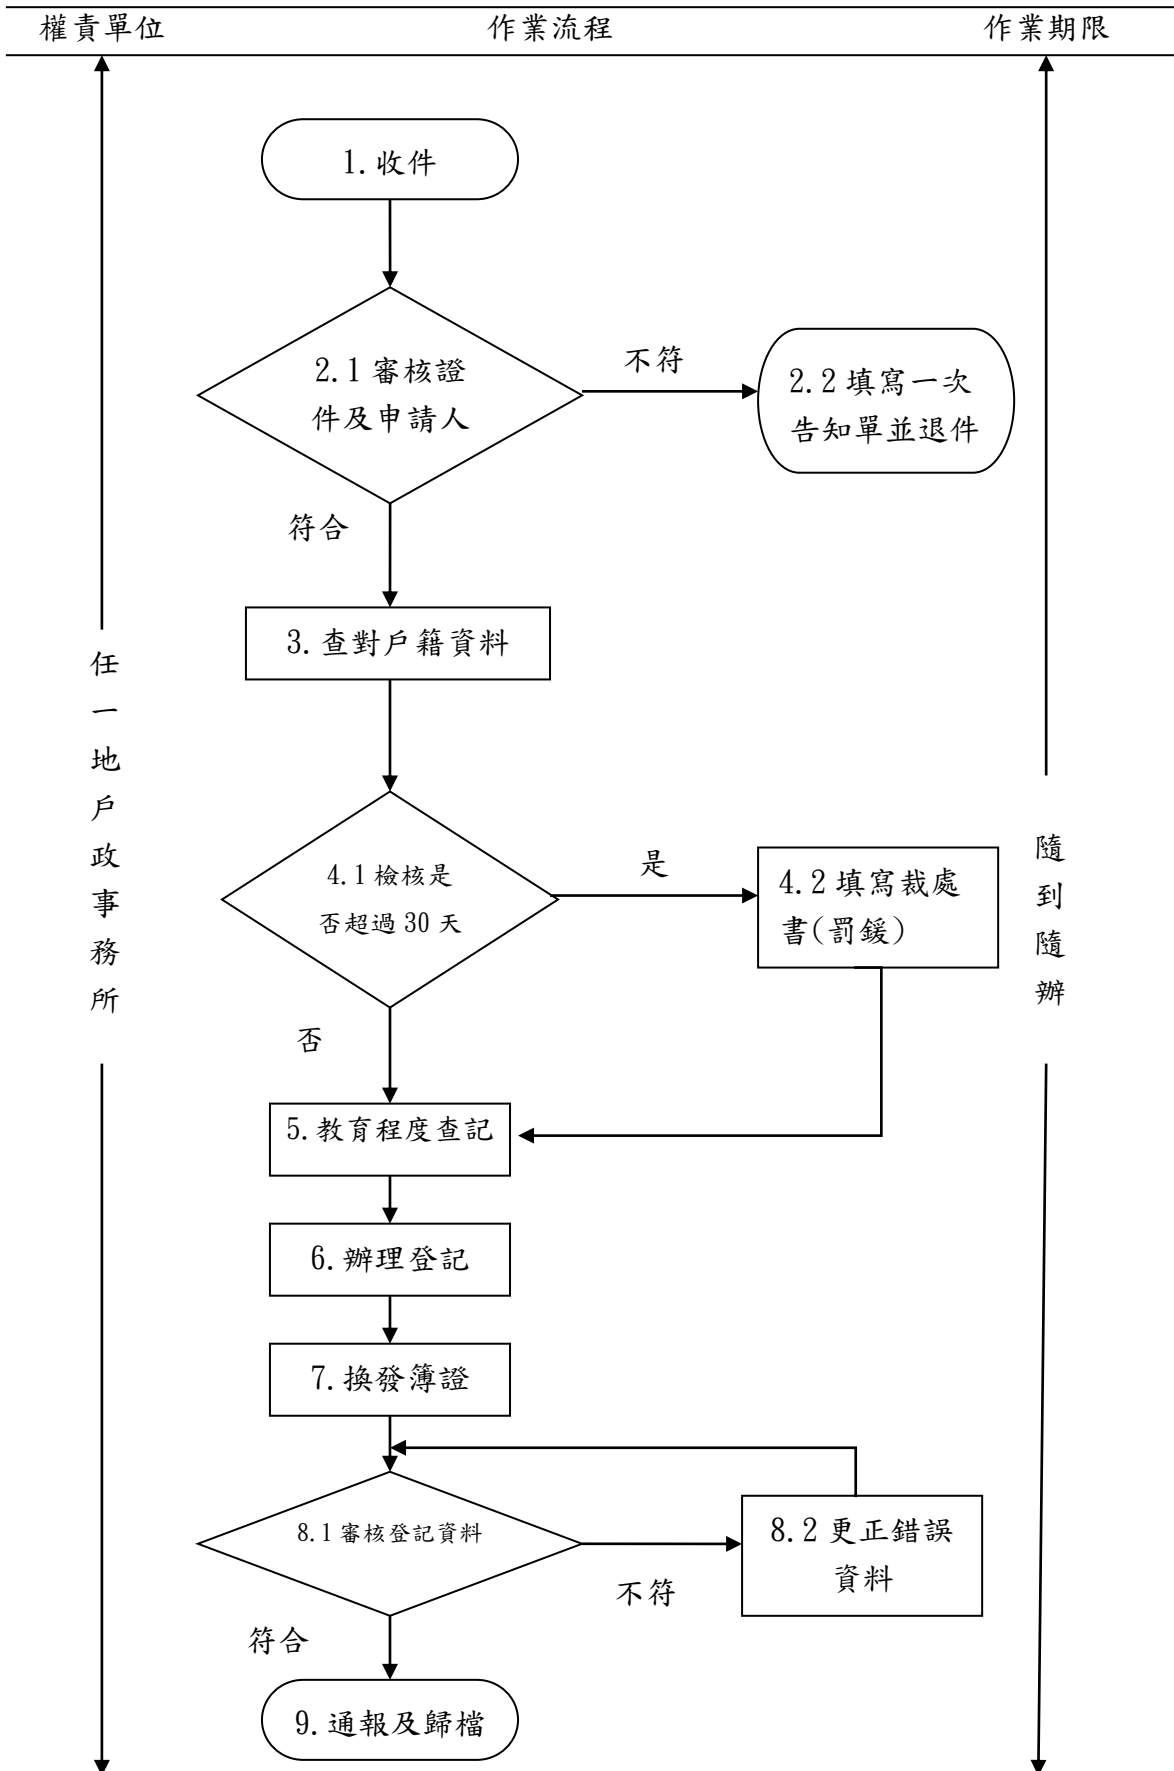 權責單位
作業流程
作業期限
1.收件
2.1 審核證
件及申請人
不符
2.2 填寫一次
告知單並退件
符合
3.查對戶籍資料
任
一
地
戶
政
事
務
所
4.1 檢核是
否超過 30 天
是
4.2 填寫裁處
書(罰鍰)
隨
到
隨
辦
否
5.教育程度查記
6.辦理登記
7.換發簿證
8.1 審核登記資料
不符
8.2 更正錯誤
資料
符合
9.通報及歸檔